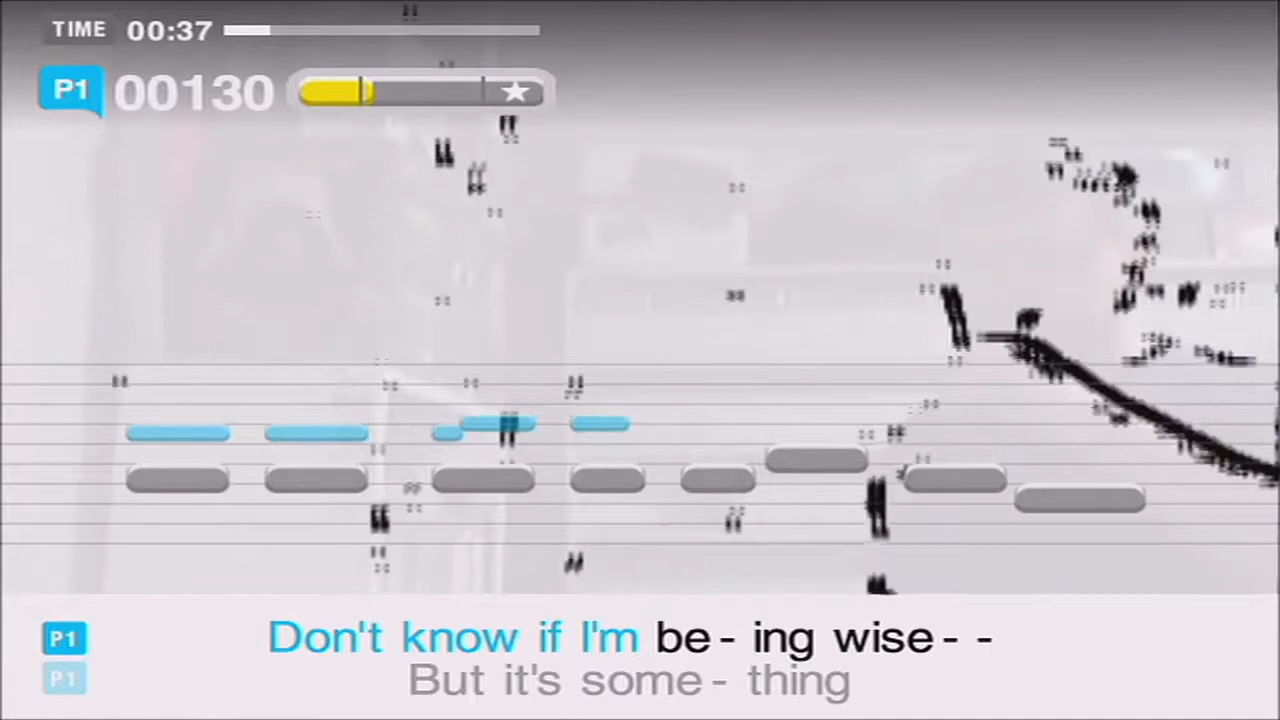 TIME 00:37
P1 00130
P1 Don't know if I'm be- ing wise- -
P1 But it's some- thing